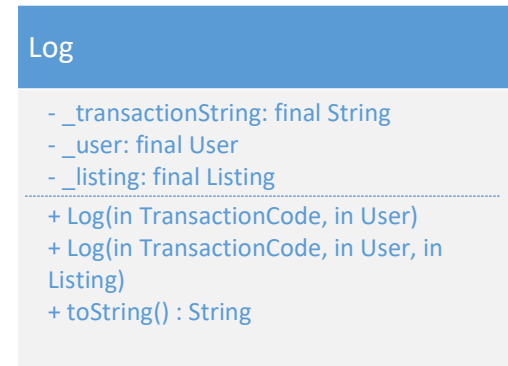 Log
- _transactionString: final String
- _user: final User
- _listing: final Listing
+ Log(in TransactionCode, in User)
+ Log(in TransactionCode, in User, in
Listing)
+ toString() : String